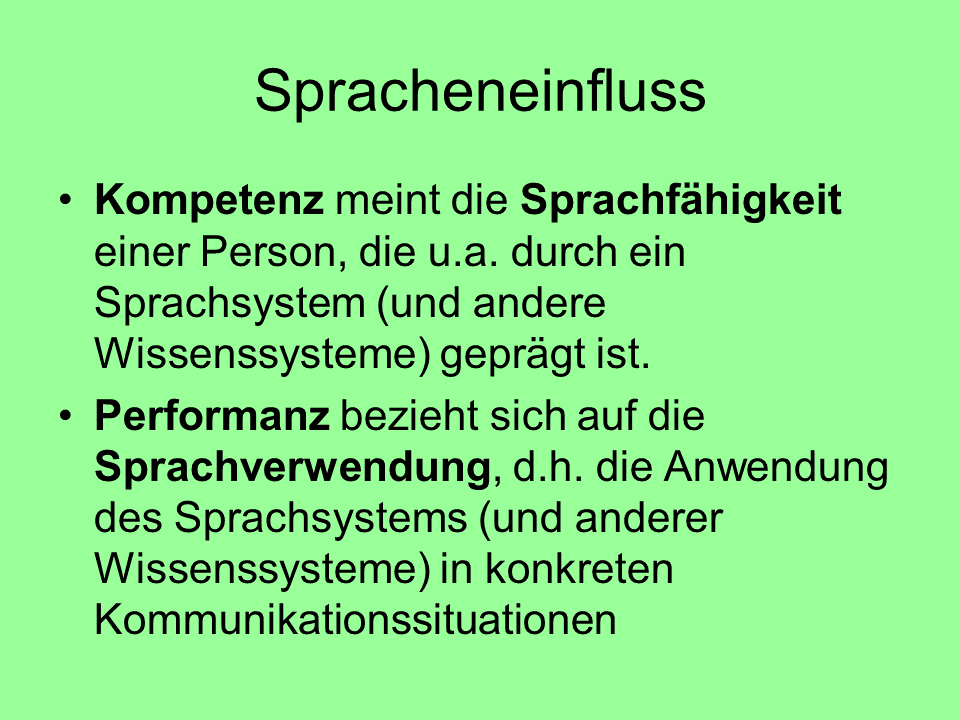 Spracheneinfluss
• Kompetenz meint die Sprachfähigkeit
einer Person, die u.a. durch ein
Sprachsystem (und andere
Wissenssysteme) geprägt ist.
• Performanz bezieht sich auf die
Sprachverwendung, d.h. die Anwendung
des Sprachsystems (und anderer
Wissenssysteme) in konkreten
Kommunikationssituationen